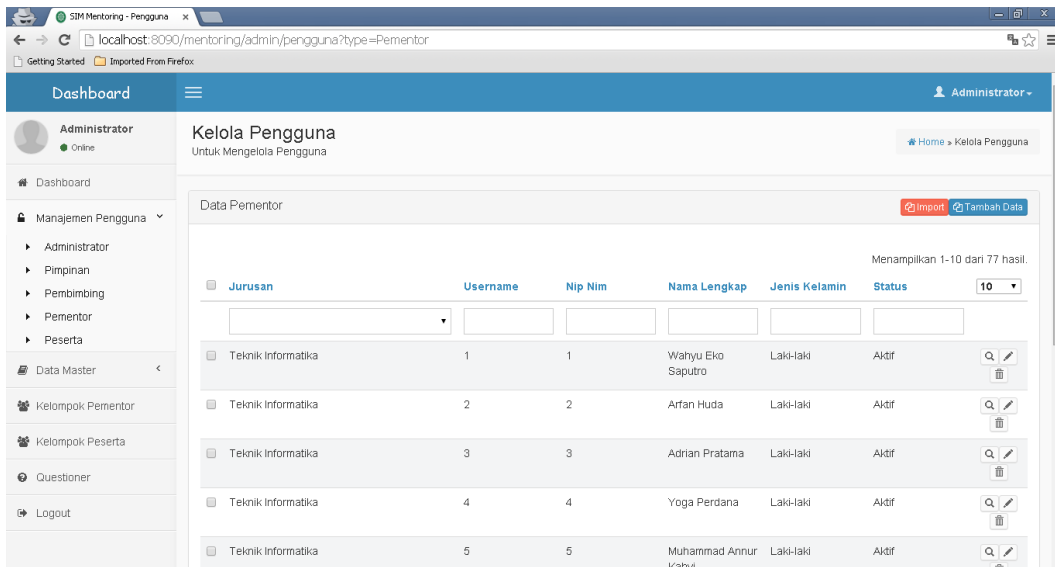 SIM Mentoring - Pengguna
localhost:8090/mentoring/admin/pengguna?type=Pementor
Getting Started Imported From Firefox
Dashboard
Administrator
Administrator
Online
Kelola Pengguna
Untuk Mengelola Pengguna
Home » Kelola Pengguna
Dashboard
Manajemen Pengguna
Administrator
Pimpinan
Pembimbing
Pementor
Peserta
Data Master
Kelompok Pementor
Kelompok Peserta
Questioner
Logout
Data Pementor
Import Tambah Data
Menampilkan 1-10 dari 77 hasil.
Jurusan Username Nip Nim Nama Lengkap Jenis Kelamin Status 10
Teknik Informatika 1 1 Wahyu Eko Saputro Laki-laki Aktif
Teknik Informatika 2 2 Arfan Huda Laki-laki Aktif
Teknik Informatika 3 3 Adrian Pratama Laki-laki Aktif
Teknik Informatika 4 4 Yoga Perdana Laki-laki Aktif
Teknik Informatika 5 5 Muhammad Annur Laki-laki Aktif